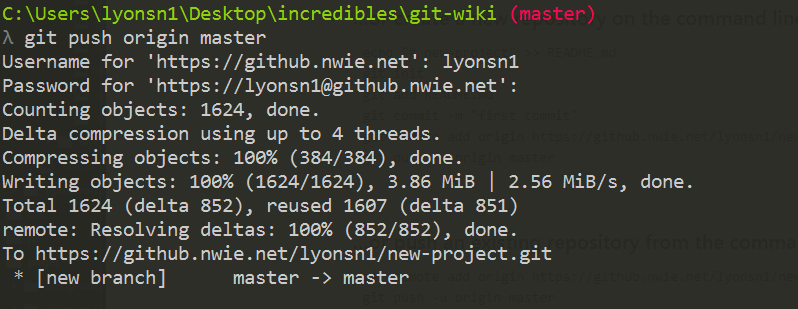 C:\Users\lyonsn1\Desktop\incredibles\git-wiki (master)
λ git push origin master
Username for 'https://github.nwie.net': lyonsn1
Password for 'https://lyonsn1@github.nwie.net':
Counting objects: 1624, done.
Delta compression using up to 4 threads.
Compressing objects: 100% (384/384), done.
Writing objects: 100% (1624/1624), 3.86 MiB | 2.56 MiB/s, done.
Total 1624 (delta 852), reused 1607 (delta 851)
remote: Resolving deltas: 100% (852/852), done.
To https://github.nwie.net/lyonsn1/new-project.git
* [new branch] master -> master
git push -u origin master